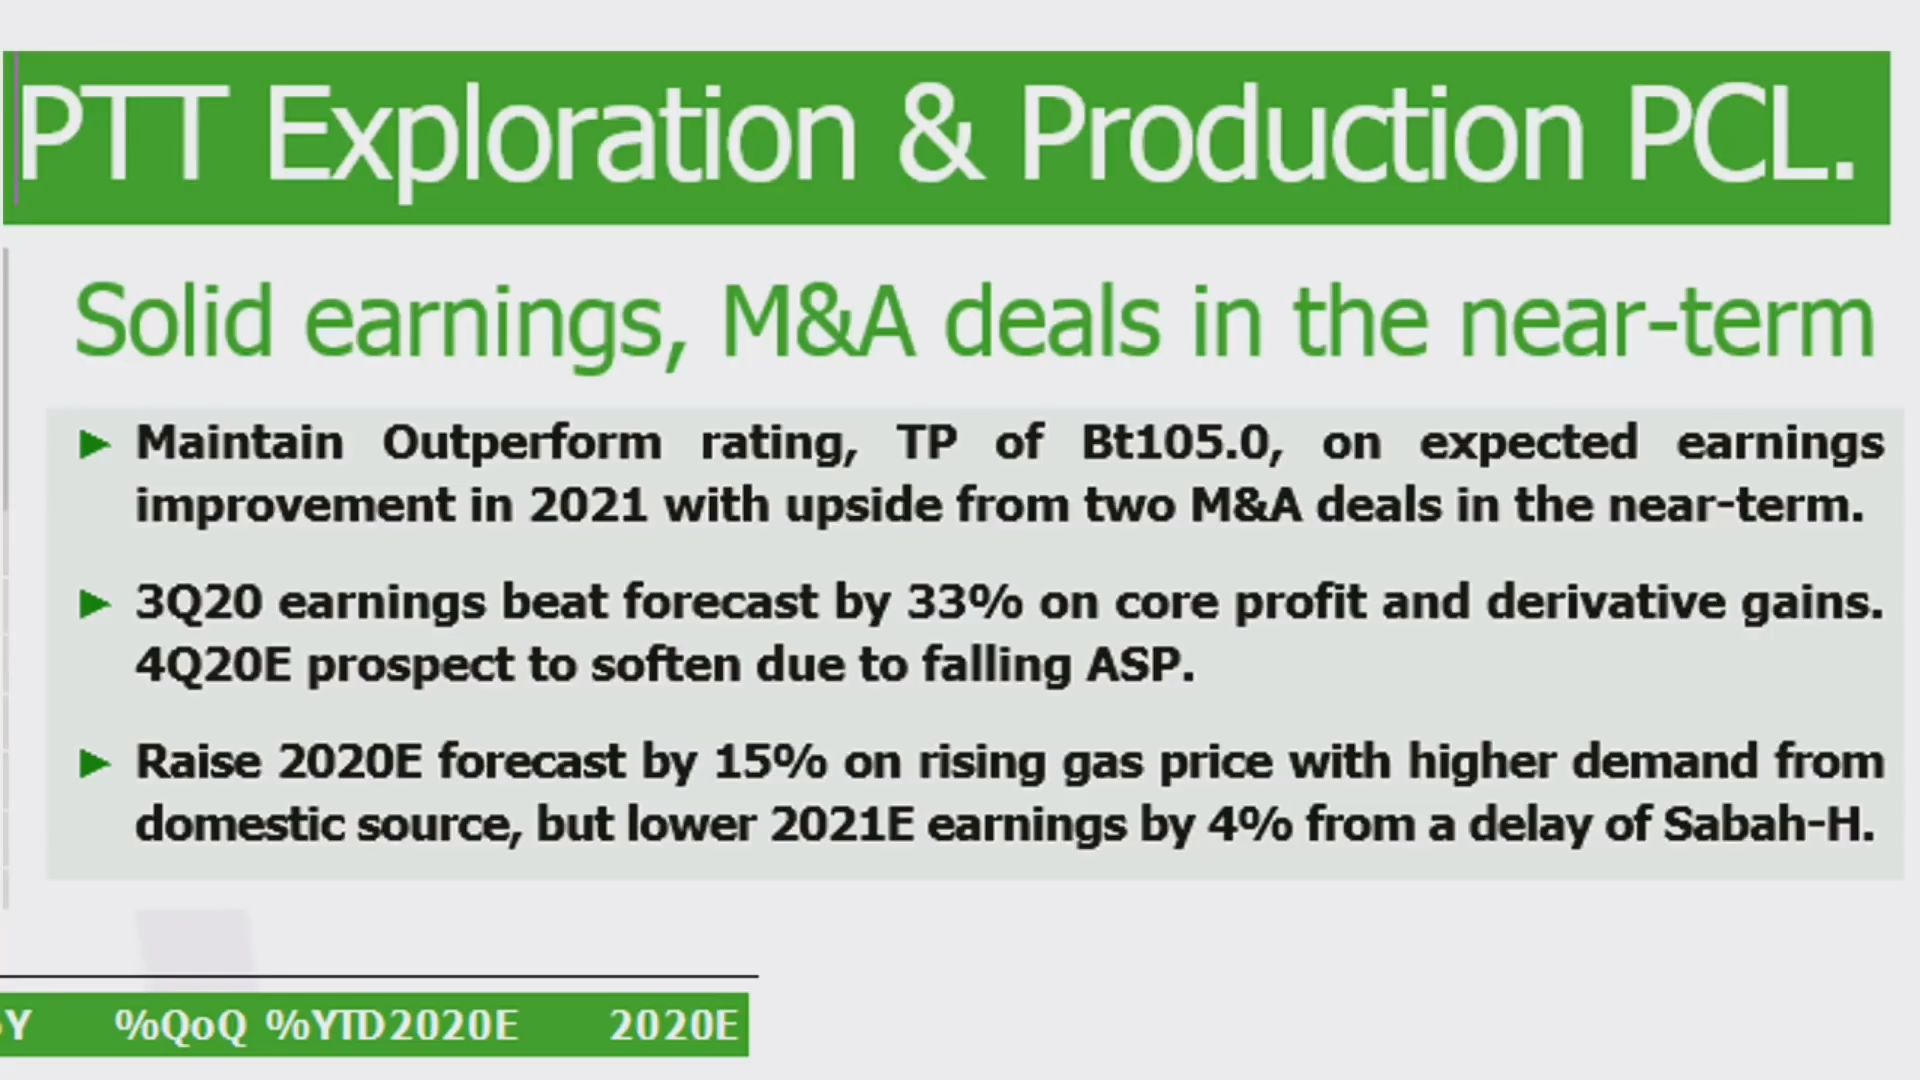 PTT Exploration & Production PCL.
Solid earnings, M&A deals in the near-term
► Maintain Outperform rating, TP of Bt105.0, on expected earnings
improvement in 2021 with upside from two M&A deals in the near-term.
► 3Q20 earnings beat forecast by 33% on core profit and derivative gains.
4Q20E prospect to soften due to falling ASP.
► Raise 2020E forecast by 15% on rising gas price with higher demand from
domestic source, but lower 2021E earnings by 4% from a delay of Sabah-H.
%QoQ %YTD2020E 2020E